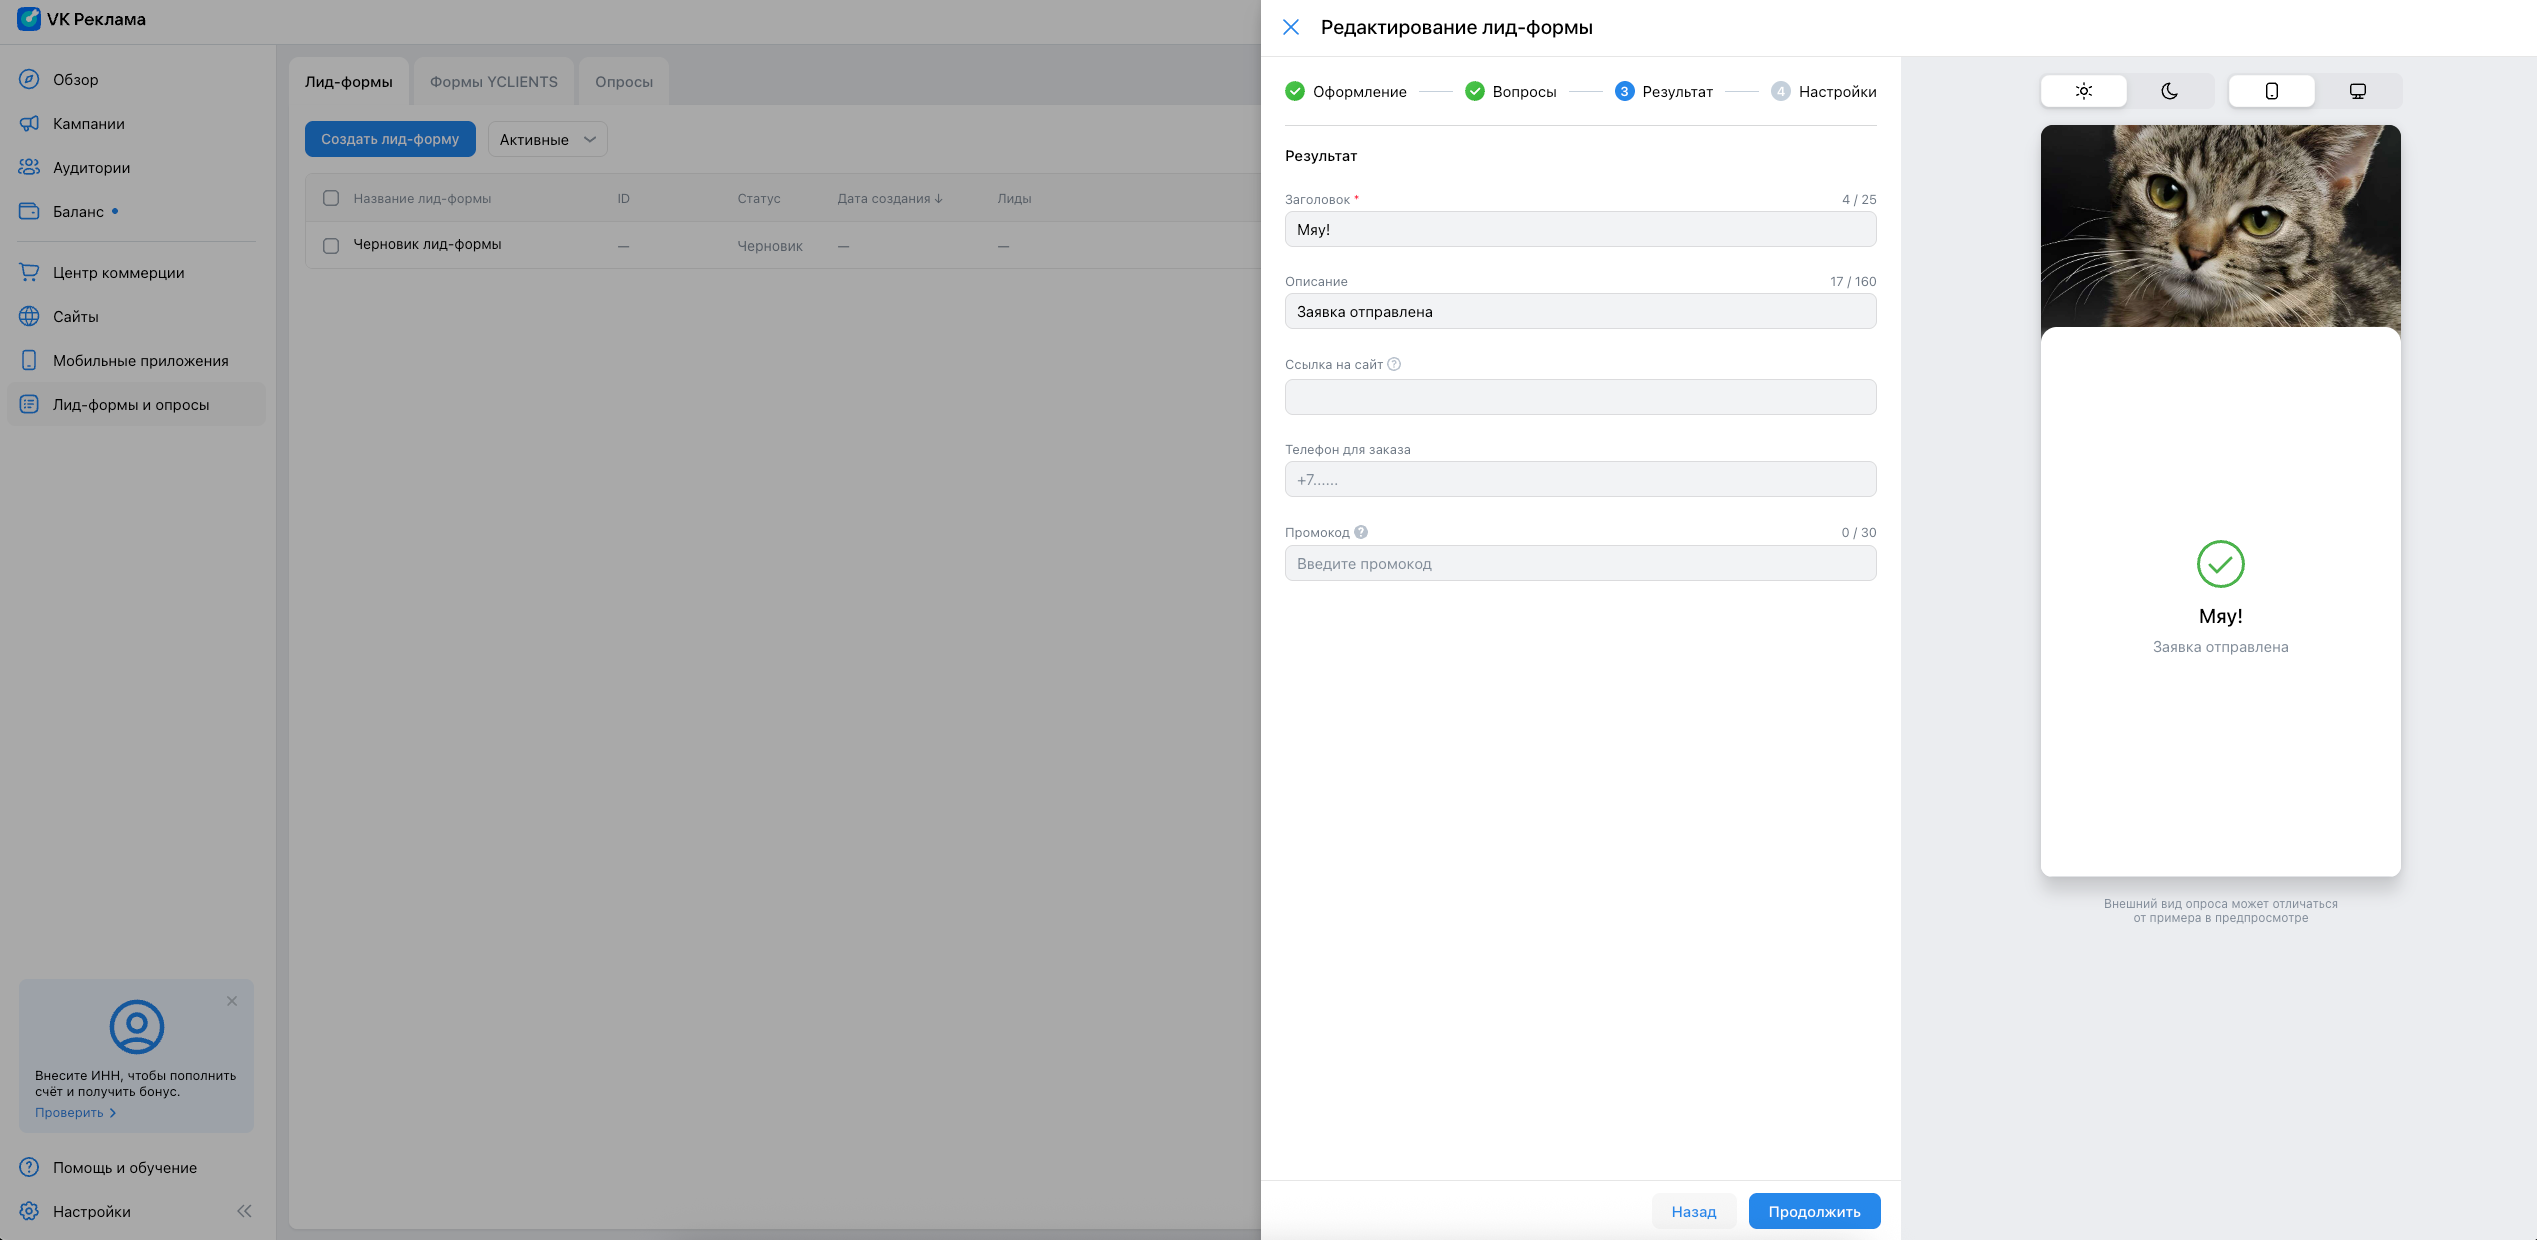 VK Реклама
Обзор
Кампании
Аудитории
Баланс
Центр коммерции
Сайты
Мобильные приложения
Лид-формы и опросы
Внесите ИНН, чтобы пополнить
счёт и получить бонус.
Проверить
Помощь и обучение
Настройки
Лид-формы
Формы YCLIENTS
Опросы
Создать лид-форму
Активные
Название лид-формы
ID
Статус
Дата создания
Лиды
Черновик лид-формы
—
Черновик
—
—
Редактирование лид-формы
Оформление
Вопросы
3 Результат
4 Настройки
Результат
Заголовок *
4 / 25
Мяу!
Описание
17 / 160
Заявка отправлена
Ссылка на сайт ?
Телефон для заказа
+7......
Промокод ?
0 / 30
Введите промокод
Назад
Продолжить
Мяу!
Заявка отправлена
Внешний вид опроса может отличаться
от примера в предпросмотре